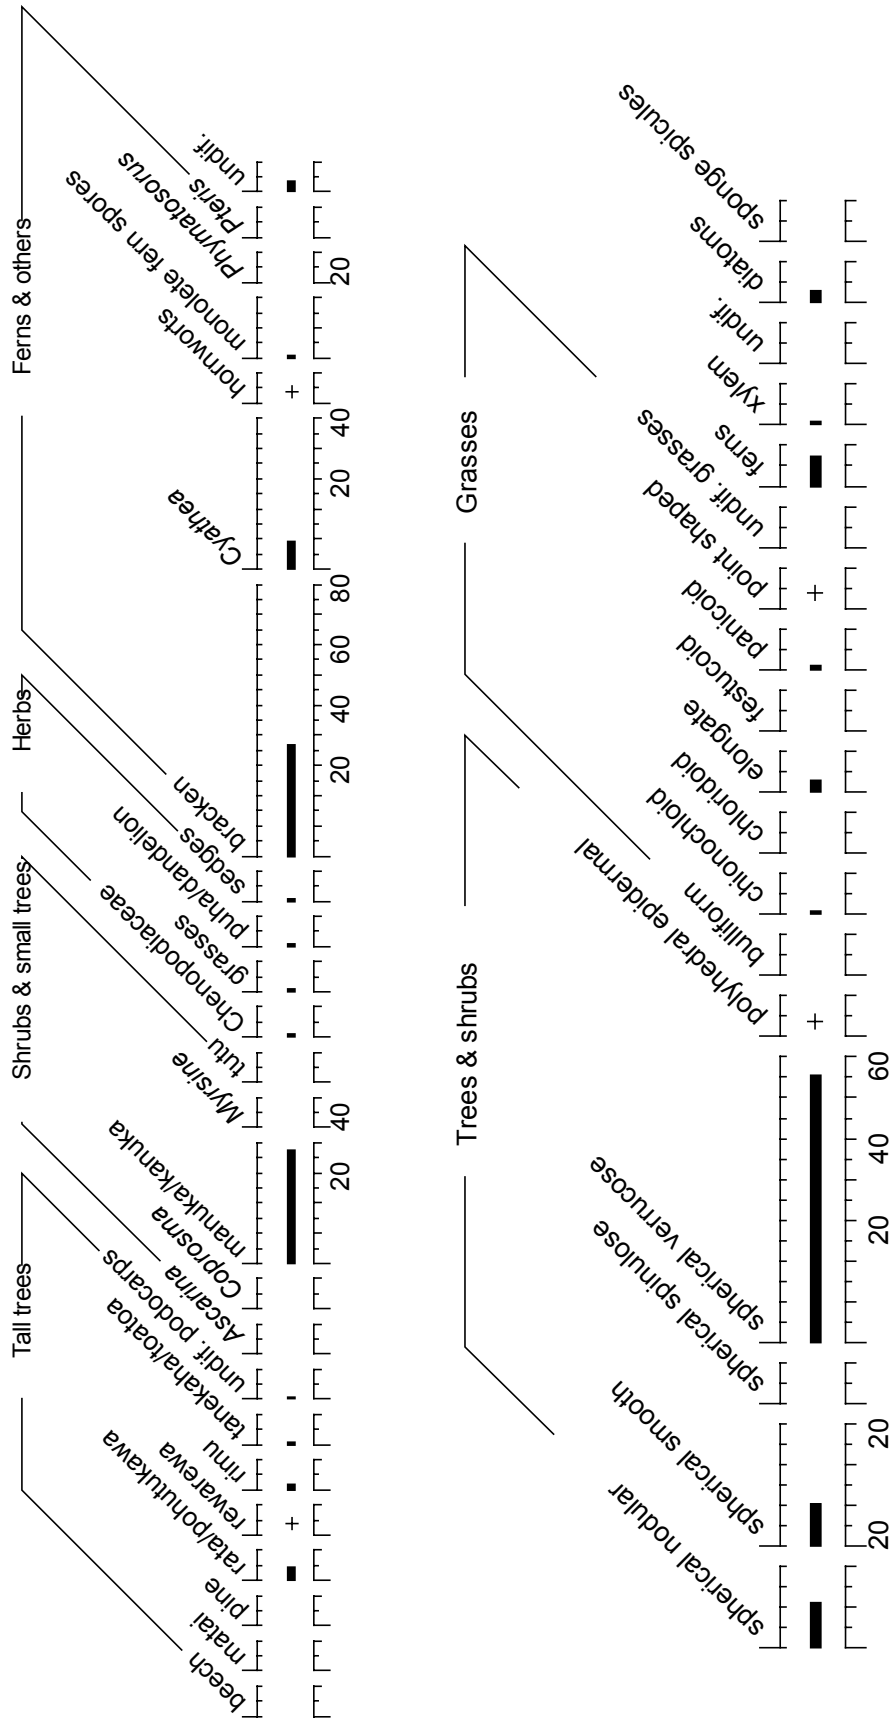 Tall trees
Shrubs & small trees
Herbs
Ferns & others
beech
matai
pine
rata/pohutukawa
rewarewa
rimu
tanekaha/toatoa
undif. podocarps
Ascarina
Coprosma
manuka/kanuka
Myrsine
tutu
Chenopodiaceae
grasses
puha/dandelion
sedges
bracken
Cyathea
hornworts
monolete fern spores
Phymatosorus
Pteris
undif.
+ +
20 40 20 40 60 80 20 40 20
Trees & shrubs
Grasses
spherical nodular
spherical smooth
spherical spinulose
spherical verrucose
polyhedral epidermal
bulliform
chlonochloid
chloridoid
elongate
festucoid
panicoid
point shaped
undif. grasses
ferns
xylem
undif.
diatoms
sponge spicules
+ +
20 20 20 40 60